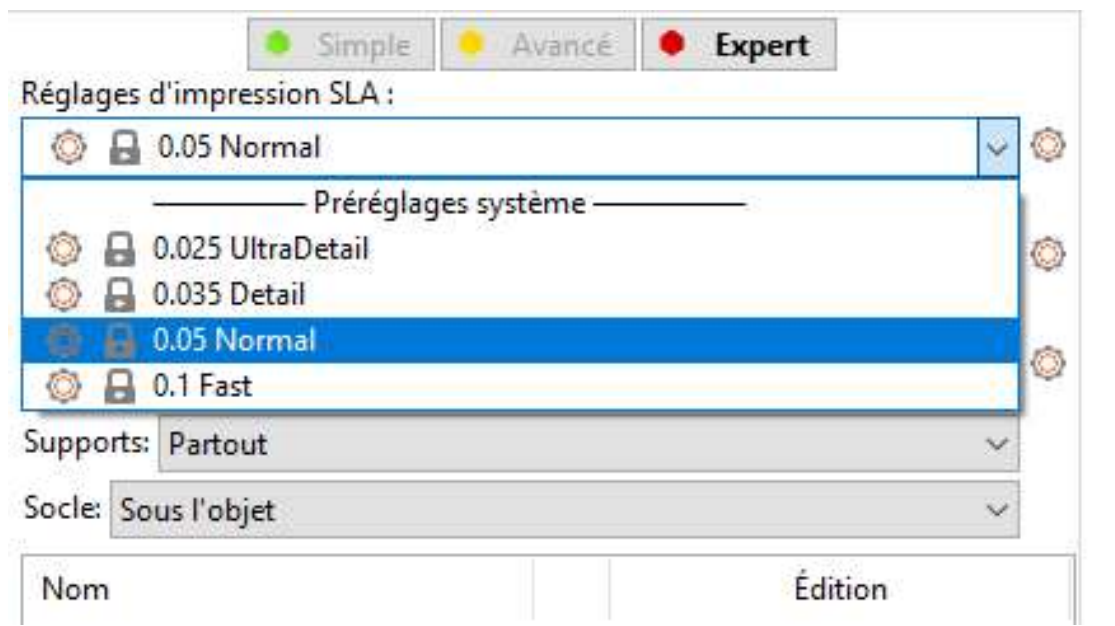 Simple Avancé Expert
Réglages d'impression SLA :
0.05 Normal
Préréglages système
0.025 UltraDetail
0.035 Detail
0.05 Normal
0.1 Fast
Supports: Partout
Socle: Sous l'objet
Nom Édition